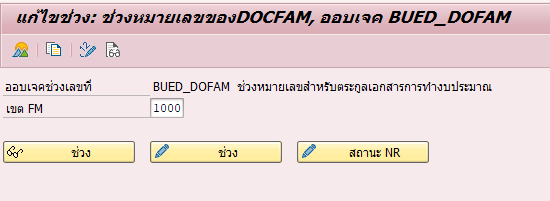 แก้ไขช่วง: ช่วงหมายเลขของDOCFAM, ออบเจค BUED_DOFAM
ออบเจคช่วงเลขที่ BUED_DOFAM ช่วงหมายเลขสำหรับตระกูลเอกสารการทำงบประมาณ
เขต FM 1000
ช่วง ช่วง สถานะ NR